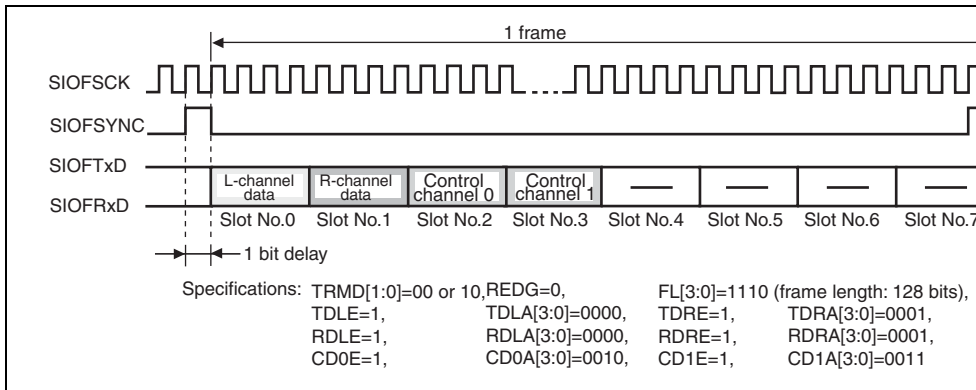 1 frame
SIOFSCK
SIOFSYNC
SIOFTxD
SIOFRxD
L-channel data
R-channel data
Control channel 0
Control channel 1
Slot No.0 Slot No.1 Slot No.2 Slot No.3 Slot No.4 Slot No.5 Slot No.6 Slot No.7
1 bit delay
Specifications: TRMD[1:0]=00 or 10, REDG=0, FL[3:0]=1110 (frame length: 128 bits),
TDLE=1, TDLA[3:0]=0000, TDRE=1, TDRA[3:0]=0001,
RDLE=1, RDLA[3:0]=0000, RDRE=1, RDRA[3:0]=0001,
CD0E=1, CD0A[3:0]=0010, CD1E=1, CD1A[3:0]=0011